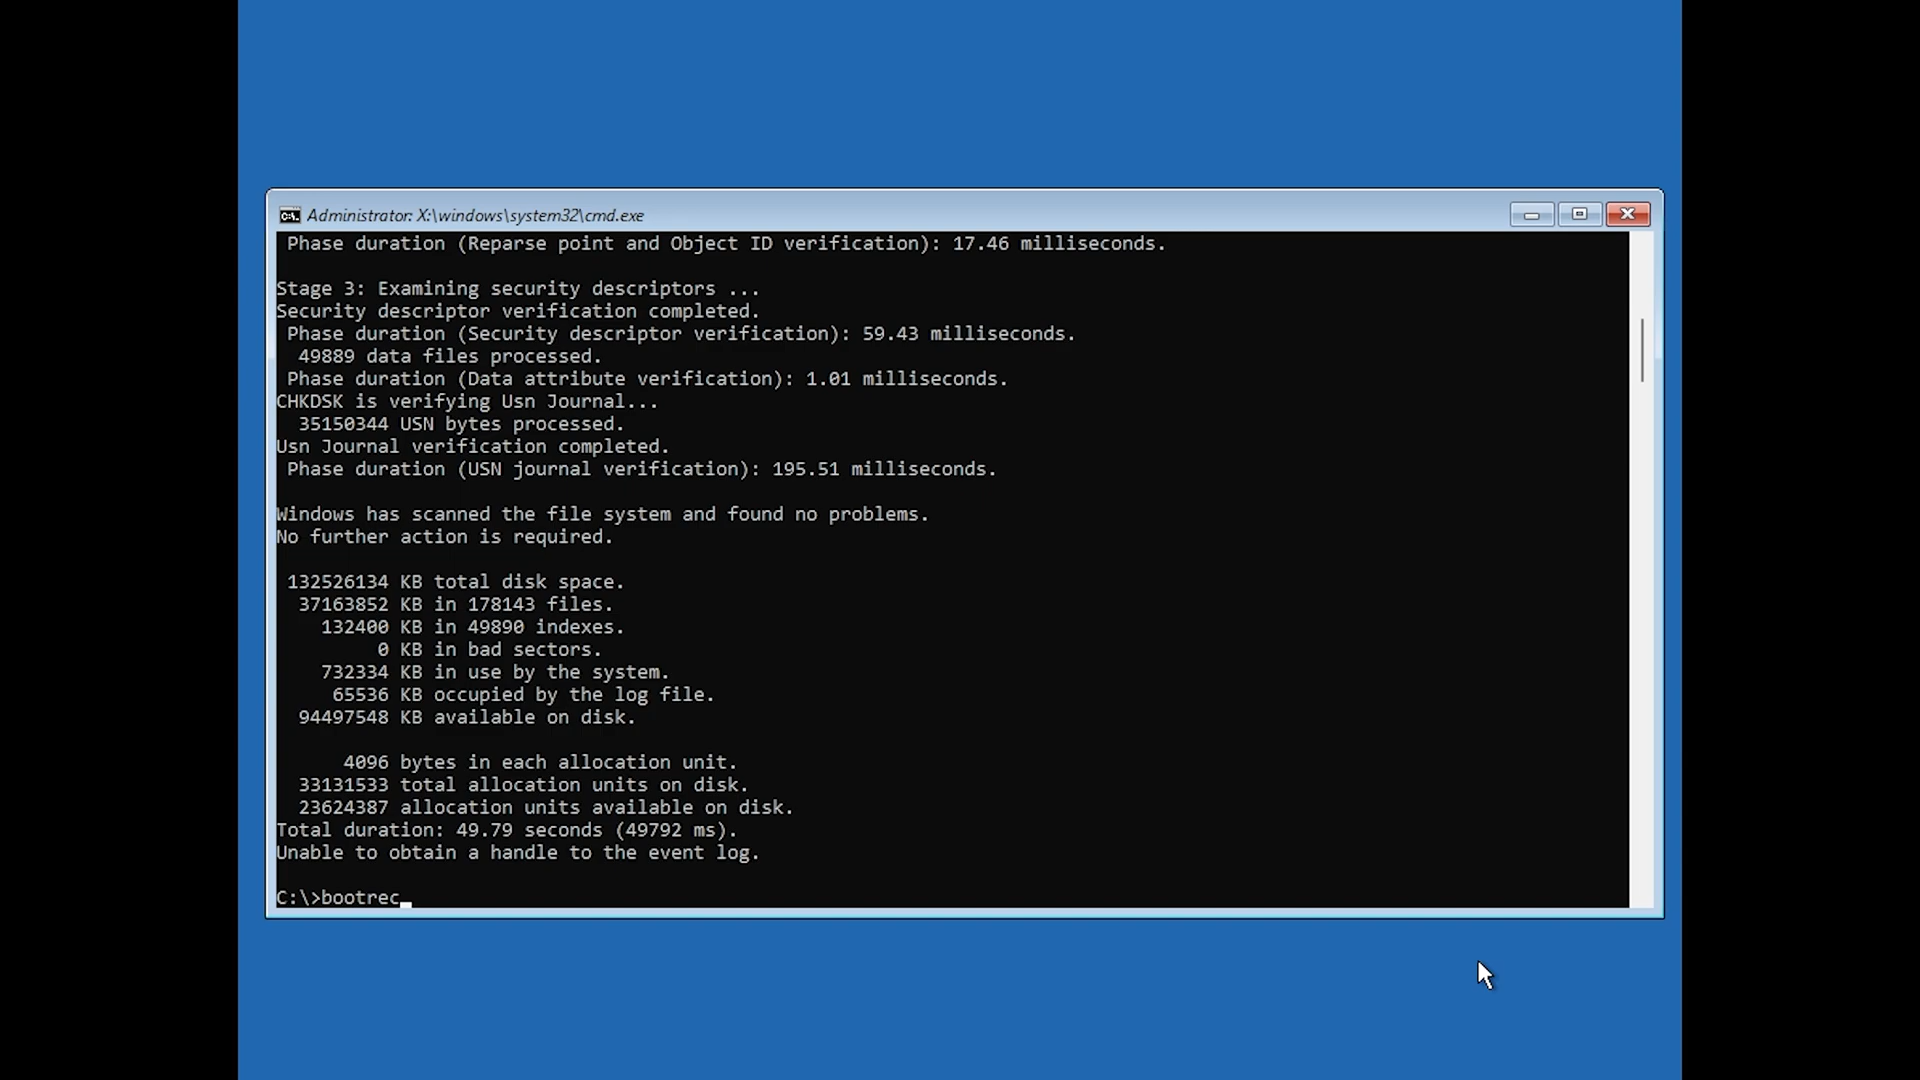 Administrator: X:\windows\system32\cmd.exe
Phase duration (Reparse point and Object ID verification): 17.46 milliseconds.
Stage 3: Examining security descriptors ...
Security descriptor verification completed.
Phase duration (Security descriptor verification): 59.43 milliseconds.
49889 data files processed.
Phase duration (Data attribute verification): 1.01 milliseconds.
CHKDSK is verifying Usn Journal...
35150344 USN bytes processed.
Usn Journal verification completed.
Phase duration (USN journal verification): 195.51 milliseconds.
Windows has scanned the file system and found no problems.
No further action is required.
132526134 KB total disk space.
37163852 KB in 178143 files.
132400 KB in 49890 indexes.
0 KB in bad sectors.
732334 KB in use by the system.
65536 KB occupied by the log file.
94497548 KB available on disk.
4096 bytes in each allocation unit.
33131533 total allocation units on disk.
23624387 allocation units available on disk.
Total duration: 49.79 seconds (49792 ms).
Unable to obtain a handle to the event log.
C:\>bootrec